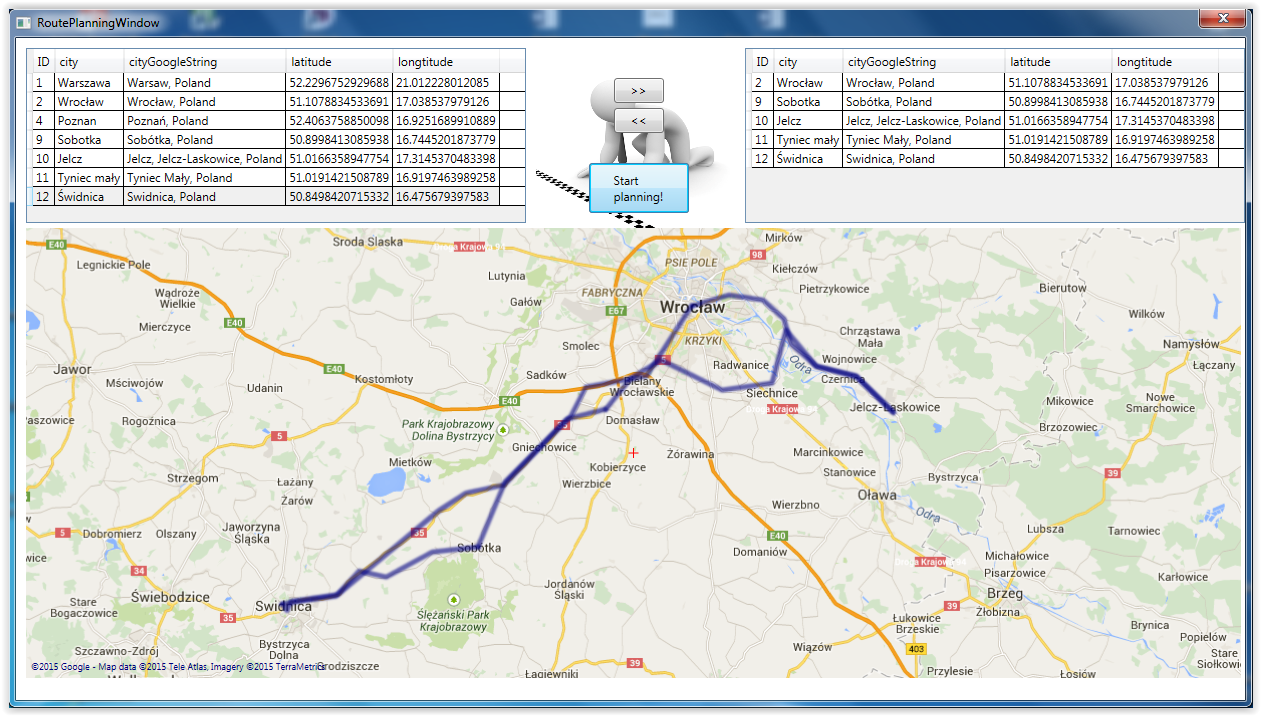 RoutePlanningWindow
ID city cityGoogleString latitude longtitude
1 Warszawa Warsaw, Poland 52.2296752929688 21.012228012085
2 Wrocław Wrocław, Poland 51.1078834533691 17.038537979126
4 Poznan Poznań, Poland 52.4063758850098 16.9251689910889
9 Sobotka Sobótka, Poland 50.8998413085938 16.7445201873779
10 Jelcz Jelcz, Jelcz-Laskowice, Poland 51.0166358947754 17.3145370483398
11 Tyniec mały Tyniec Mały, Poland 51.0191421508789 16.9197463989258
12 Świdnica Swidnica, Poland 50.8498420715332 16.475679397583
>>
<<
Start
planning!
ID city cityGoogleString latitude longtitude
2 Wrocław Wrocław, Poland 51.1078834533691 17.038537979126
9 Sobotka Sobótka, Poland 50.8998413085938 16.7445201873779
10 Jelcz Jelcz, Jelcz-Laskowice, Poland 51.0166358947754 17.3145370483398
11 Tyniec mały Tyniec Mały, Poland 51.0191421508789 16.9197463989258
12 Świdnica Swidnica, Poland 50.8498420715332 16.475679397583
E40
Środa Śląska
Droga Krajowa 94
Mirków
98
PSIE POLE
Legnickie Pole
Kiełczów
Lutynia
Wądroże
Wielkie
FABRYCZNA
Pietrzykowice
Bierutow
Gałów
E67
Wrocław
Wilków
Mierczyce
E40
Chrząstawa
Mała
KRZYKI
Smolec
Namysłów
Wojnowice
Odra
Radwanice
Łączany
Jawor
E40
Sadków
Kostomłoty
Czernica
Mściwojów
Udanin
Bielany
Wrocławskie
Siechnice
E40
Nowe
Smarchowice
Mikowice
Jelcz-Laskowice
Droga Krajowa 94
Rogoźnica
Park Krajobrazowy
Dolina Bystrzycy
Domasław
Brzozowiec
5
Gniechowice
Żórawina
Marcinkowice
Mietków
Kobierzyce
Stanowice
Strzegom
Łażany
Wierzbice
Bystrzyca
39
Żarów
Oława
Wierzbno
Odra
5
Dobromierz
Olszany
Jaworzyna
Śląska
35
Lubsza
Tarnowiec
E40
Sobótka
Domaniów
Michałowice
34
Droga Krajowa 94
Pisarzowice
Karłowice
Jordanów
Śląski
Brzeg
Świebodzice
Stare
Bogaczowice
Świdnica
39
Żłobizna
Ślężański Park
Krajobrazowy
35
Łukowice
Brzeskie
Brynica
Popielów
Bystrzyca
Dolna
Wiązów
403
Stare
Szczawno-Zdrój
39
©2015 Google - Map data ©2015 Tele Atlas, Imagery ©2015 TerraMetrics
Grodziszcze
Łagiewniki
Przylesie
Łosiów